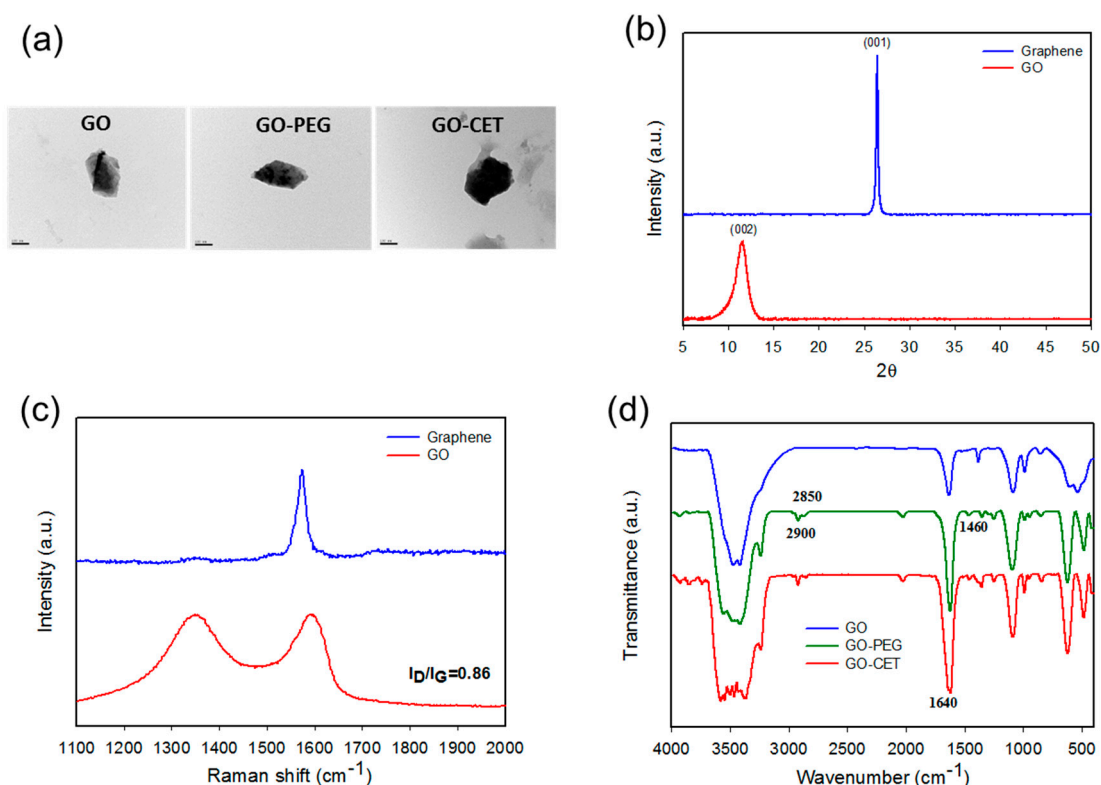 (a)
GO
GO-PEG
GO-CET
(b)
(001)
Graphene
GO
(002)
Intensity (a.u.)
5 10 15 20 25 30 35 40 45 50
2θ
(c)
Graphene
GO
I_D/I_G=0.86
Intensity (a.u.)
1100 1200 1300 1400 1500 1600 1700 1800 1900 2000
Raman shift (cm⁻¹)
(d)
2850
2900
1460
GO
GO-PEG
GO-CET
1640
Transmittance (a.u.)
4000 3500 3000 2500 2000 1500 1000 500
Wavenumber (cm⁻¹)